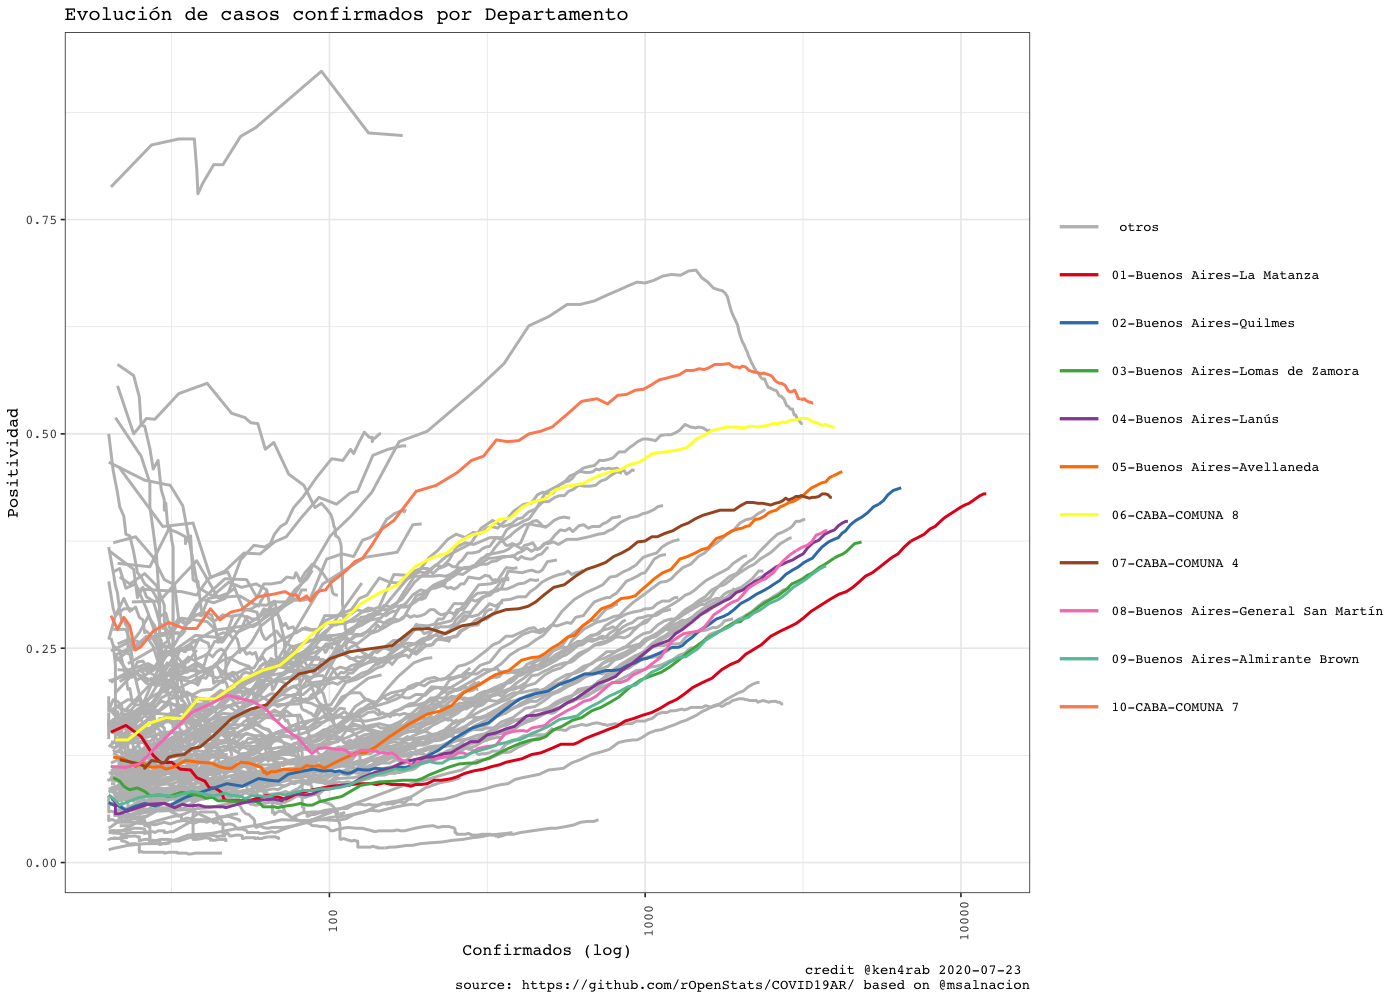 Evolución de casos confirmados por Departamento
Positividad
0.75
0.50
0.25
0.00
100
1000
10000
Confirmados (log)
otros
01-Buenos Aires-La Matanza
02-Buenos Aires-Quilmes
03-Buenos Aires-Lomas de Zamora
04-Buenos Aires-Lanús
05-Buenos Aires-Avellaneda
06-CABA-COMUNA 8
07-CABA-COMUNA 4
08-Buenos Aires-General San Martín
09-Buenos Aires-Almirante Brown
10-CABA-COMUNA 7
credit @ken4rab 2020-07-23
source: https://github.com/rOpenStats/COVID19AR/ based on @msalnacion